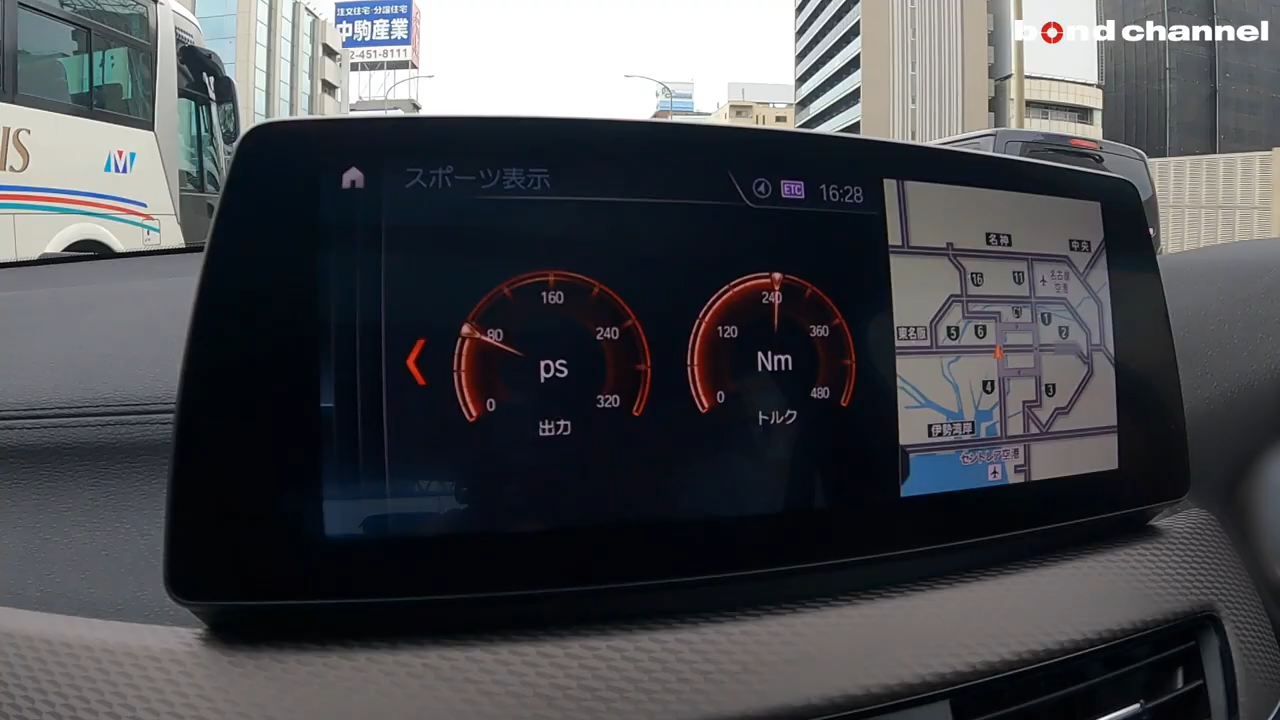 注文住宅・分譲住宅
中駒産業
2-451-8111
bond channel
IS
スポーツ表示
ETC
16:28
0
80
160
240
320
ps
出力
0
120
240
360
480
Nm
トルク
名神
中央
16
11
名古屋
空港
東名阪
5
6
1
2
4
3
伊勢湾岸
セントレア空港